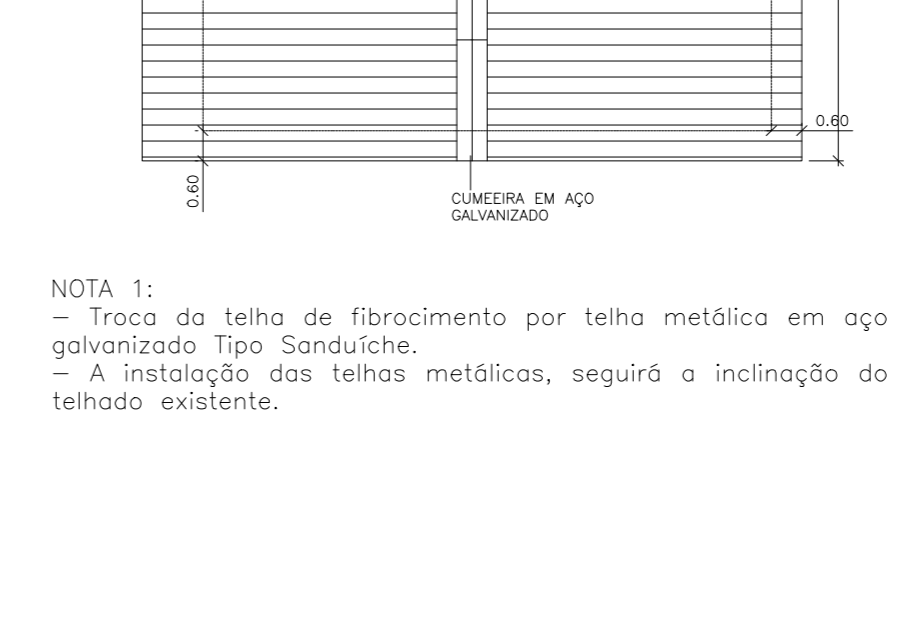 0.60
0.60
CUMEEIRA EM AÇO
GALVANIZADO
NOTA 1:
— Troca da telha de fibrocimento por telha metálica em aço
galvanizado Tipo Sanduíche.
— A instalação das telhas metálicas, seguirá a inclinação do
telhado existente.